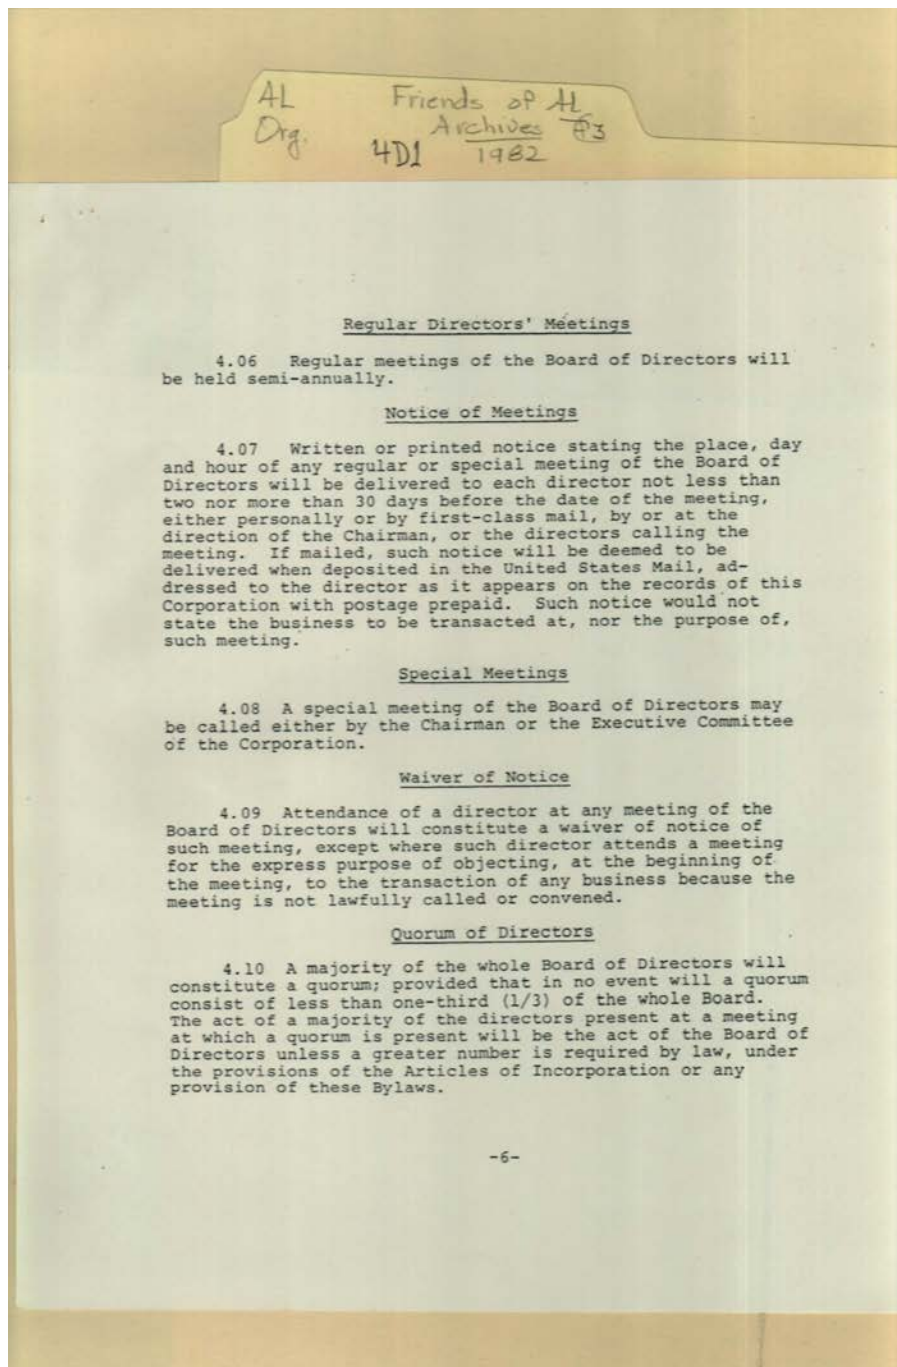 AL Friends of AL
Org. Archives #3
4D1 1982
Regular Directors' Meetings
4.06 Regular meetings of the Board of Directors will
be held semi-annually.
Notice of Meetings
4.07 Written or printed notice stating the place, day
and hour of any regular or special meeting of the Board of
Directors will be delivered to each director not less than
two nor more than 30 days before the date of the meeting,
either personally or by first-class mail, by or at the
direction of the Chairman, or the directors calling the
meeting. If mailed, such notice will be deemed to be
delivered when deposited in the United States Mail, ad-
dressed to the director as it appears on the records of this
Corporation with postage prepaid. Such notice would not
state the business to be transacted at, nor the purpose of,
such meeting.
Special Meetings
4.08 A special meeting of the Board of Directors may
be called either by the Chairman or the Executive Committee
of the Corporation.
Waiver of Notice
4.09 Attendance of a director at any meeting of the
Board of Directors will constitute a waiver of notice of
such meeting, except where such director attends a meeting
for the express purpose of objecting, at the beginning of
the meeting, to the transaction of any business because the
meeting is not lawfully called or convened.
Quorum of Directors
4.10 A majority of the whole Board of Directors will
constitute a quorum; provided that in no event will a quorum
consist of less than one-third (1/3) of the whole Board.
The act of a majority of the directors present at a meeting
at which a quorum is present will be the act of the Board of
Directors unless a greater number is required by law, under
the provisions of the Articles of Incorporation or any
provision of these Bylaws.
-6-